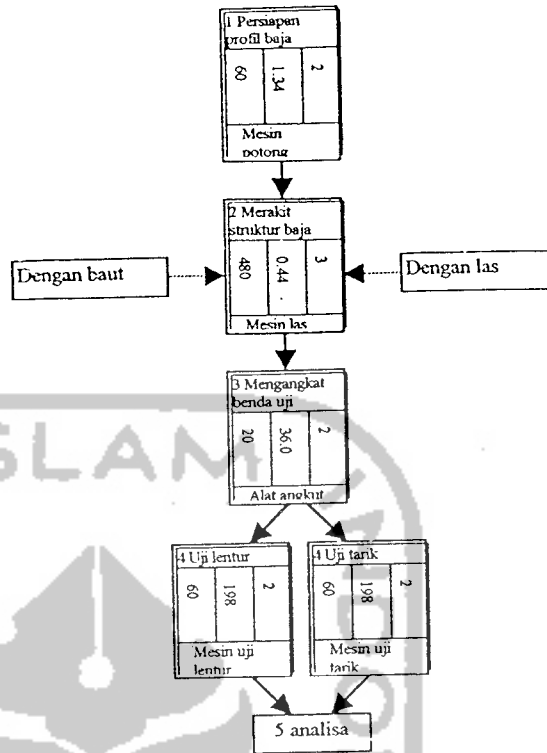 1 Persiapan
profil baja
60 1.34 2
Mesin
potong
2 Merakit
struktur baja
480 0.44 . 3
Mesin las
Dengan baut
Dengan las
3 Mengangkat
benda uji
20 36.0 2
Alat angkut
4 Uji lentur
60 198 2
Mesin uji
lentur
4 Uji tarik
60 198 2
Mesin uji
tarik
5 analisa
ISLAM